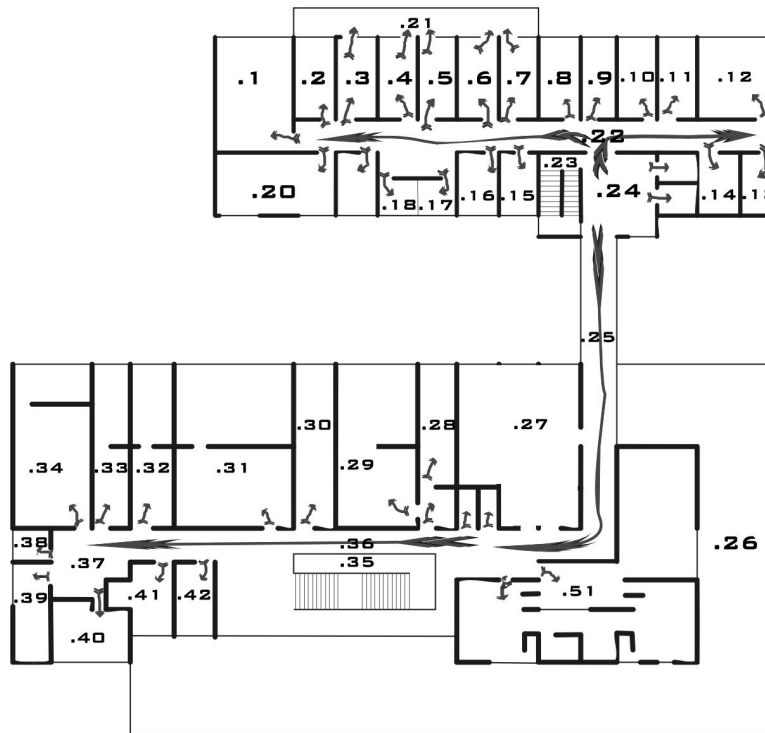 .21
.1 .2 .3 .4 .5 .6 .7 .8 .9 .10 .11 .12
.22
.23
.20 .18 .17 .16 .15 .24 .14
.25
.30 .28 .27
.34 .33 .32 .31 .29
.38 .36 .26
.37 .35
.39 .41 .42 .51
.40